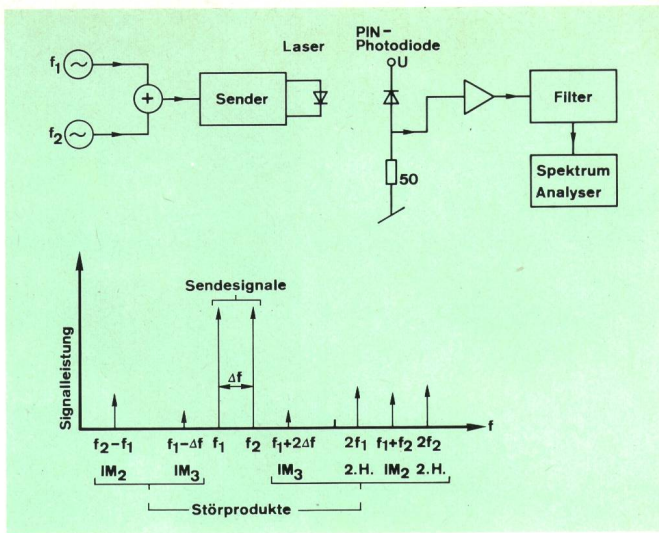 f₁
f₂
+
Sender
Laser
PIN-
Photodiode
U
50
Filter
Spektrum
Analyser
Signalleistung
Sendesignale
Δf
f
f₂-f₁
f₁-Δf
f₁
f₂
f₁+2Δf
2f₁
f₁+f₂
2f₂
IM₂
IM₃
IM₃
2.H.
IM₂
2.H.
Störprodukte